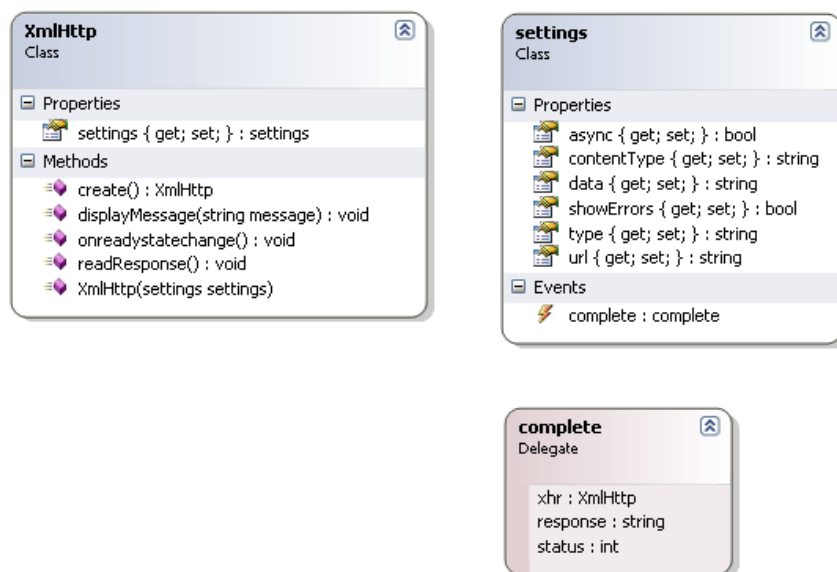 XmlHttp
Class
Properties
settings { get; set; } : settings
Methods
create() : XmlHttp
displayMessage(string message) : void
onreadystatechange() : void
readResponse() : void
XmlHttp(settings settings)
settings
Class
Properties
async { get; set; } : bool
contentType { get; set; } : string
data { get; set; } : string
showErrors { get; set; } : bool
type { get; set; } : string
url { get; set; } : string
Events
complete : complete
complete
Delegate
xhr : XmlHttp
response : string
status : int